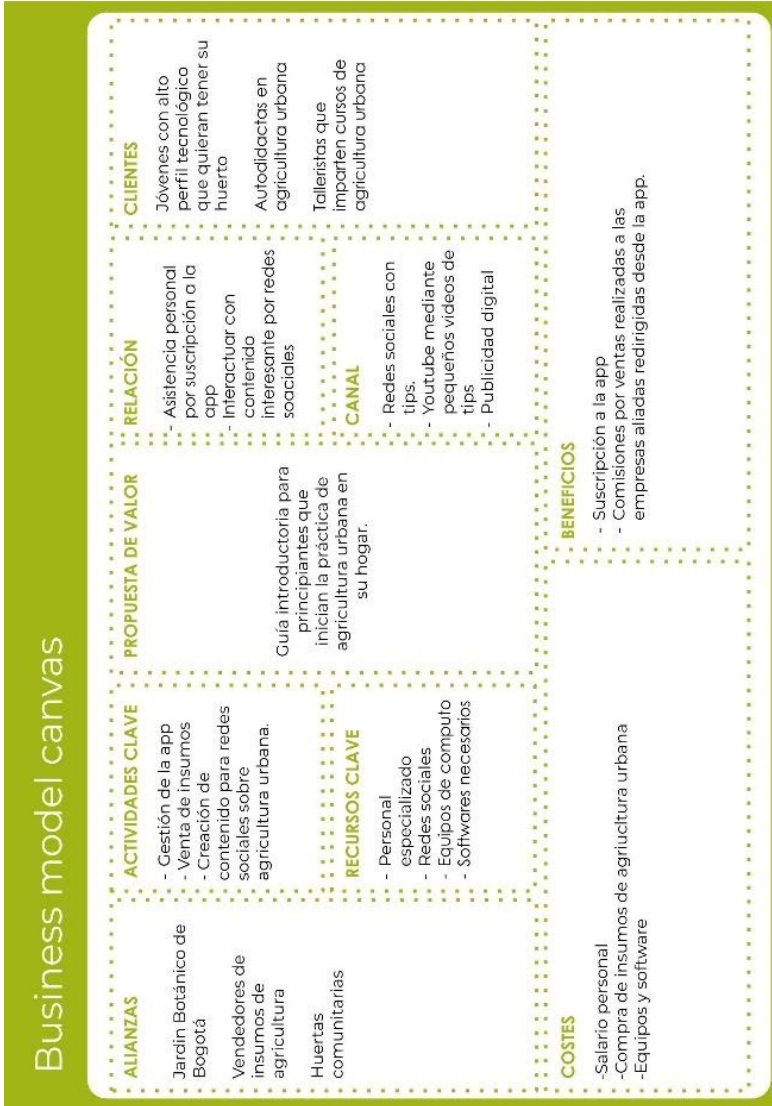 Business model canvas
ALIANZAS
Jardin Botánico de
Bogotá
Vendedores de
insumos de
agricultura
Huertas
comunitarias
ACTIVIDADES CLAVE
- Gestión de la app
- Venta de insumos
- Creación de
contenido para redes
sociales sobre
agricultura urbana.
RECURSOS CLAVE
- Personal
especializado
- Redes sociales
- Equipos de computo
- Softwares necesarios
PROPUESTA DE VALOR
Guía introductoria para
principiantes que
inician la práctica de
agricultura urbana en
su hogar.
RELACIÓN
- Asistencia personal
por suscripción a la
app
- Interactuar con
contenido
interesante por redes
soaciales
CANAL
- Redes sociales con
tips.
- Youtube mediante
pequeños videos de
tips
- Publicidad digital
CLIENTES
Jóvenes con alto
perfil tecnológico
que quieran tener su
huerto
Autodidactas en
agricultura urbana
Talleristas que
imparten cursos de
agricultura urbana
COSTES
-Salario personal
-Compra de insumos de agriucltura urbana
-Equipos y software
BENEFICIOS
- Suscripción a la app
- Comisiones por ventas realizadas a las
empresas aliadas redirigidas desde la app.